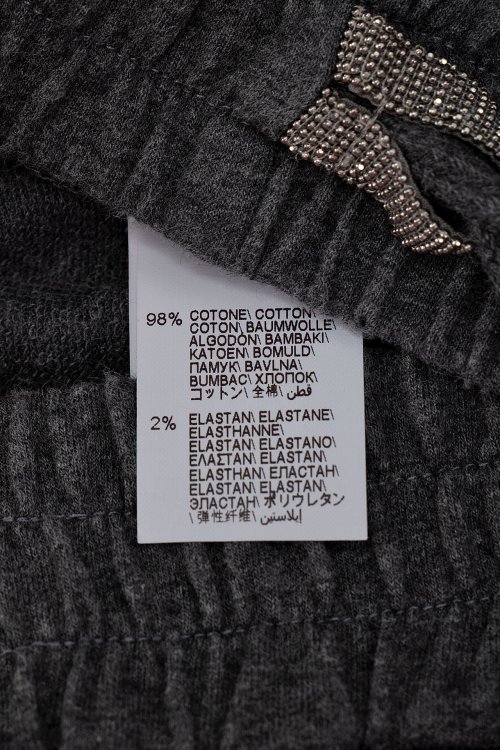 98% COTONE\ COTTON\
COTON\ BAUMWOLLE\
ALGODÓN\ BAMBAKI\
KATOEN\ BOMULD\
ПАМУК\ BAVLNA\
BUMBAC\ ХЛОПОК\
コットン\ 全棉\ قطن
2% ELASTAN\ ELASTANE\
ELASTHANNE\
ELASTAN\ ELASTANO\
ΕΛΑΣΤΑΝ\ ELASTAN\
ELASTHAN\ ЕЛАСТАН\
ELASTAN\ ELASTAN\
ЭЛАСТАН\ ポリウレタン
\ 弹性纤维\ إيلاستين